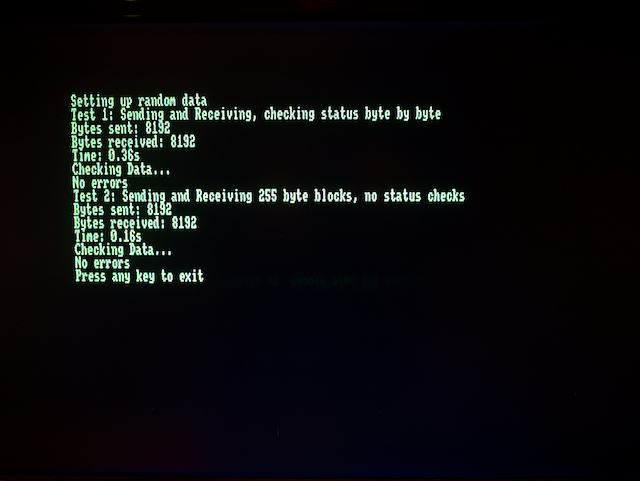 Setting up random data
Test 1: Sending and Receiving, checking status byte by byte
Bytes sent: 8192
Bytes received: 8192
Time: 0.36s
Checking Data...
No errors
Test 2: Sending and Receiving 255 byte blocks, no status checks
Bytes sent: 8192
Bytes received: 8192
Time: 0.16s
Checking Data...
No errors
Press any key to exit